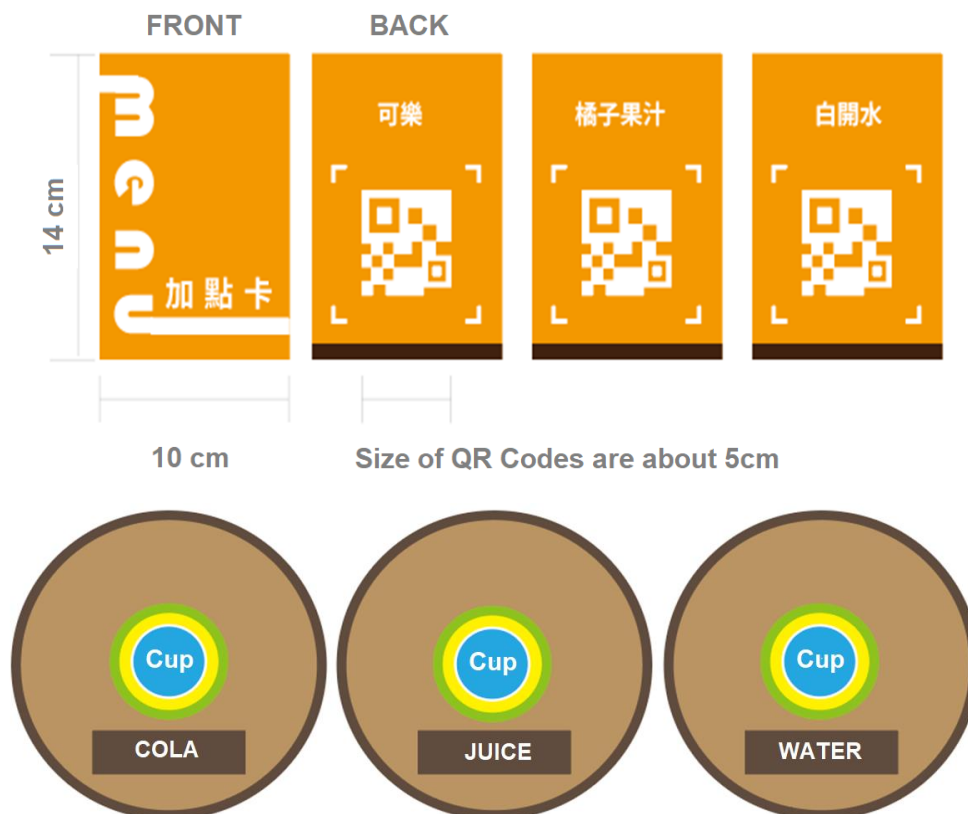 FRONT
BACK
menu
加點卡
可樂
橘子果汁
白開水
14 cm
10 cm
Size of QR Codes are about 5cm
Cup
Cup
Cup
COLA
JUICE
WATER